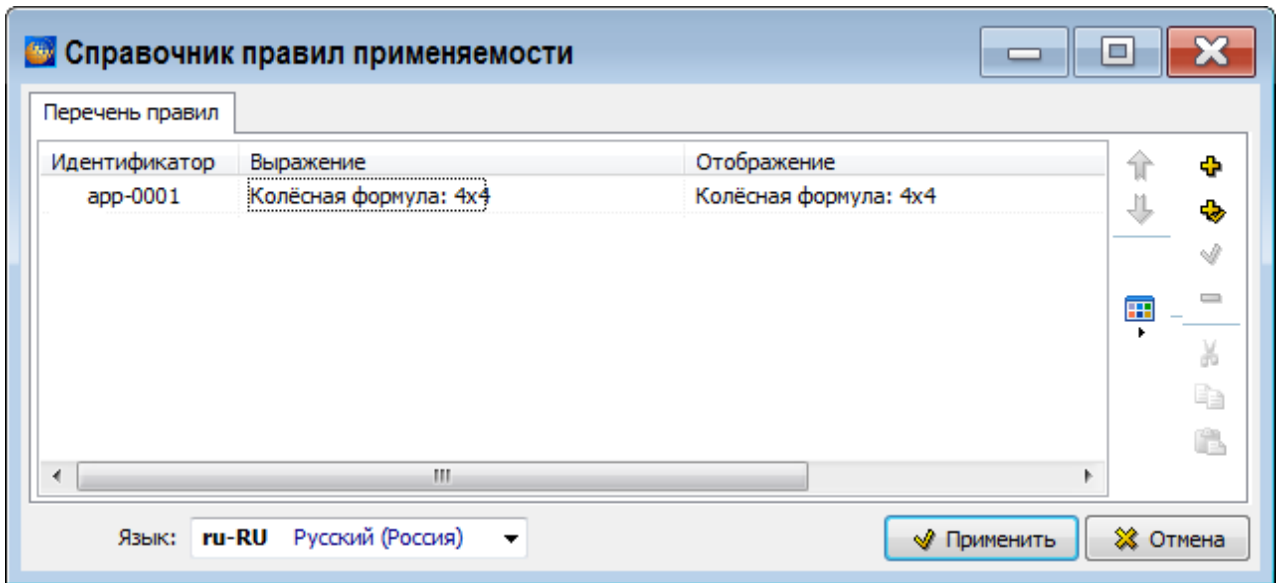 Справочник правил применяемости
Перечень правил
Идентификатор Выражение Отображение
app-0001 Колёсная формула: 4x4 Колёсная формула: 4x4
Язык: ru-RU Русский (Россия) Применить Отмена